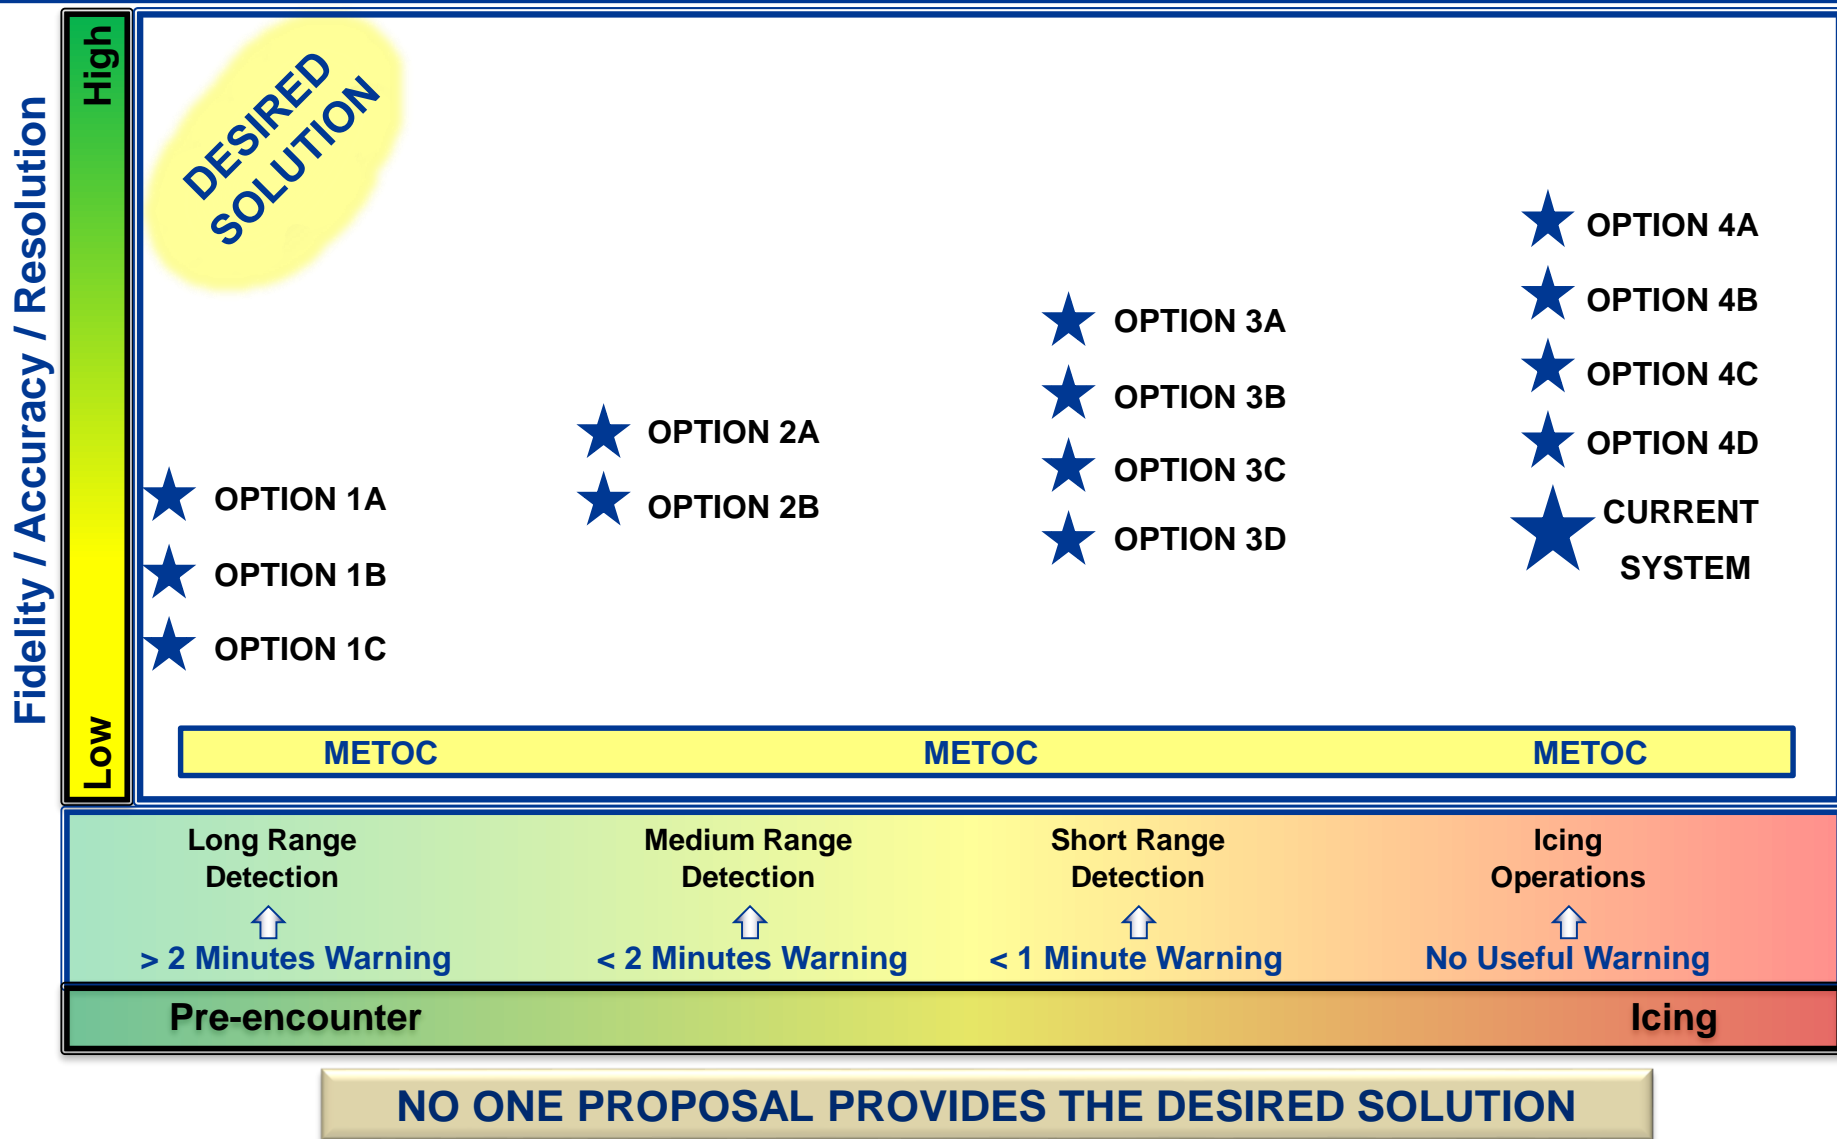 Fidelity / Accuracy / Resolution
High
Low
DESIRED
SOLUTION
OPTION 1A
OPTION 1B
OPTION 1C
OPTION 2A
OPTION 2B
OPTION 3A
OPTION 3B
OPTION 3C
OPTION 3D
OPTION 4A
OPTION 4B
OPTION 4C
OPTION 4D
CURRENT
SYSTEM
METOC
METOC
METOC
Long Range
Detection
> 2 Minutes Warning
Medium Range
Detection
< 2 Minutes Warning
Short Range
Detection
< 1 Minute Warning
Icing
Operations
No Useful Warning
Pre-encounter
Icing
NO ONE PROPOSAL PROVIDES THE DESIRED SOLUTION